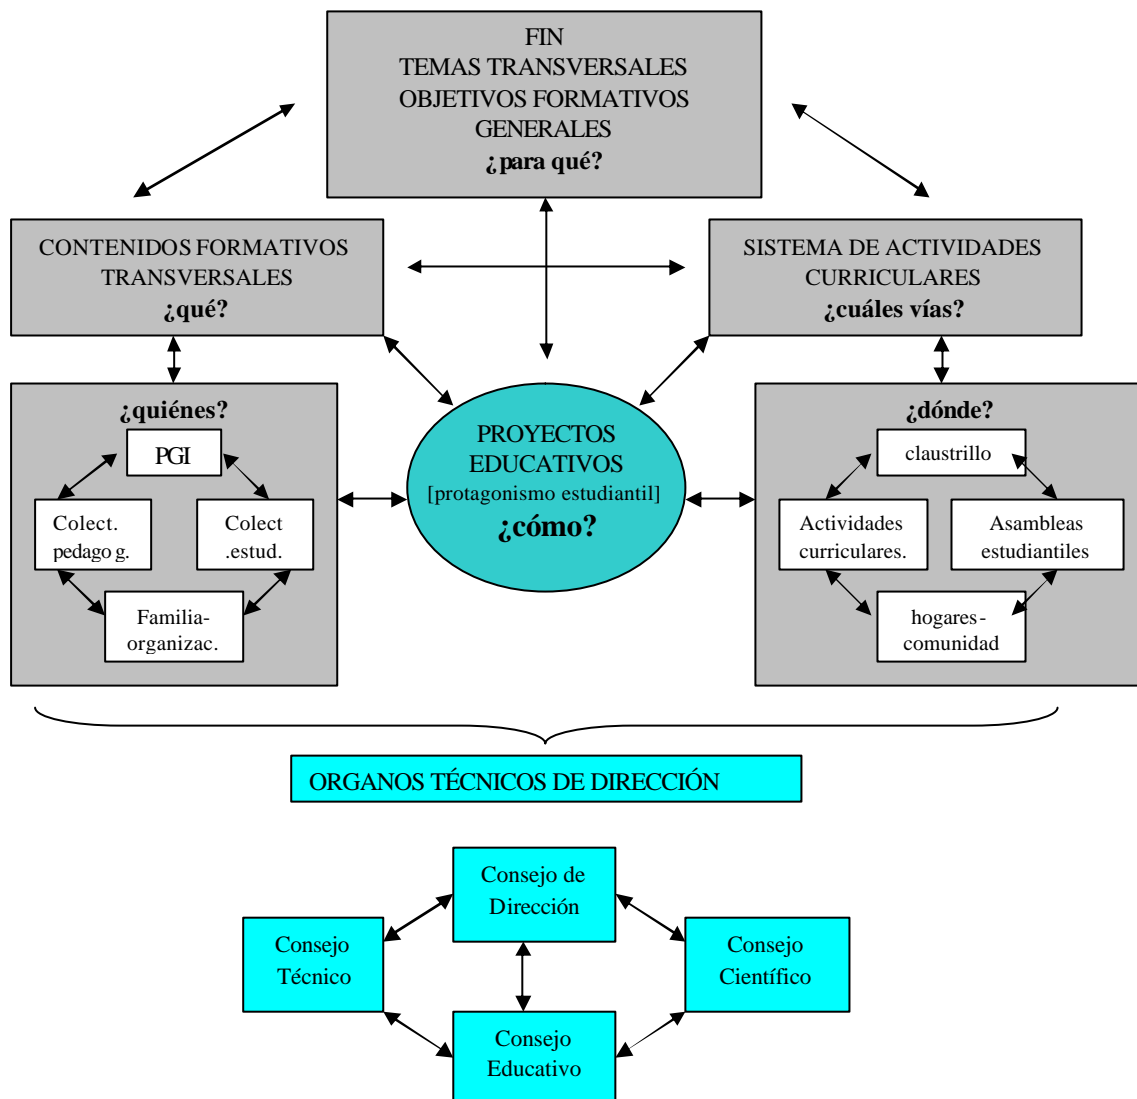 FIN
TEMAS TRANSVERSALES
OBJETIVOS FORMATIVOS
GENERALES
¿para qué?
CONTENIDOS FORMATIVOS
TRANSVERSALES
¿qué?
SISTEMA DE ACTIVIDADES
CURRICULARES
¿cuáles vías?
¿quiénes?
PGI
Colect.
pedagog.
Colect
.estud.
Familia-
organizac.
PROYECTOS
EDUCATIVOS
[protagonismo estudiantil]
¿cómo?
¿dónde?
claustrillo
Actividades
curriculares.
Asambleas
estudiantiles
hogares-
comunidad
ORGANOS TÉCNICOS DE DIRECCIÓN
Consejo de
Dirección
Consejo
Técnico
Consejo
Científico
Consejo
Educativo